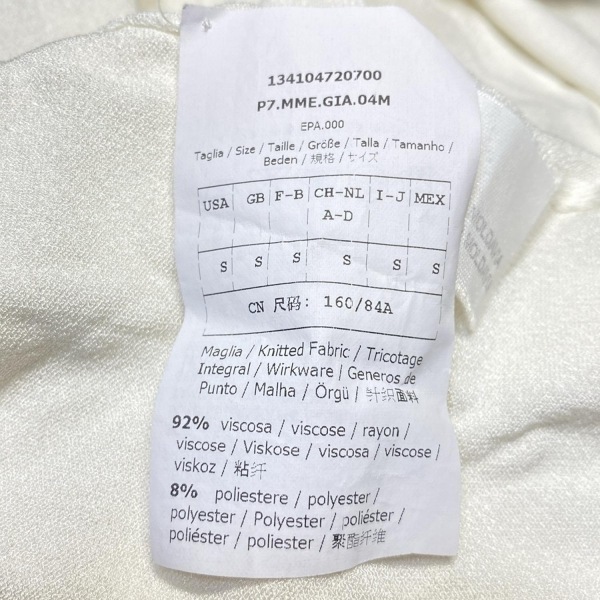 134104720700
P7.MME.GIA.04M
EPA.000
Taglia / Size / Taille / Größe / Talla / Tamanho /
Beden / 規格 / サイズ
USA GB F-B CH-NL I-J MEX
A-D
S S S S S S
CN 尺码: 160/84A
Maglia / Knitted Fabric / Tricotage
Integral / Wirkware | Generos de
Punto / Malha / Örgü | 针织面料
92% viscosa / viscose / rayon /
viscose / Viskose / viscosa / viscose /
viskoz / 粘纤
8% poliestere / polyester /
polyester / Polyester / poliéster /
poliéster / poliester / 聚酯纤维